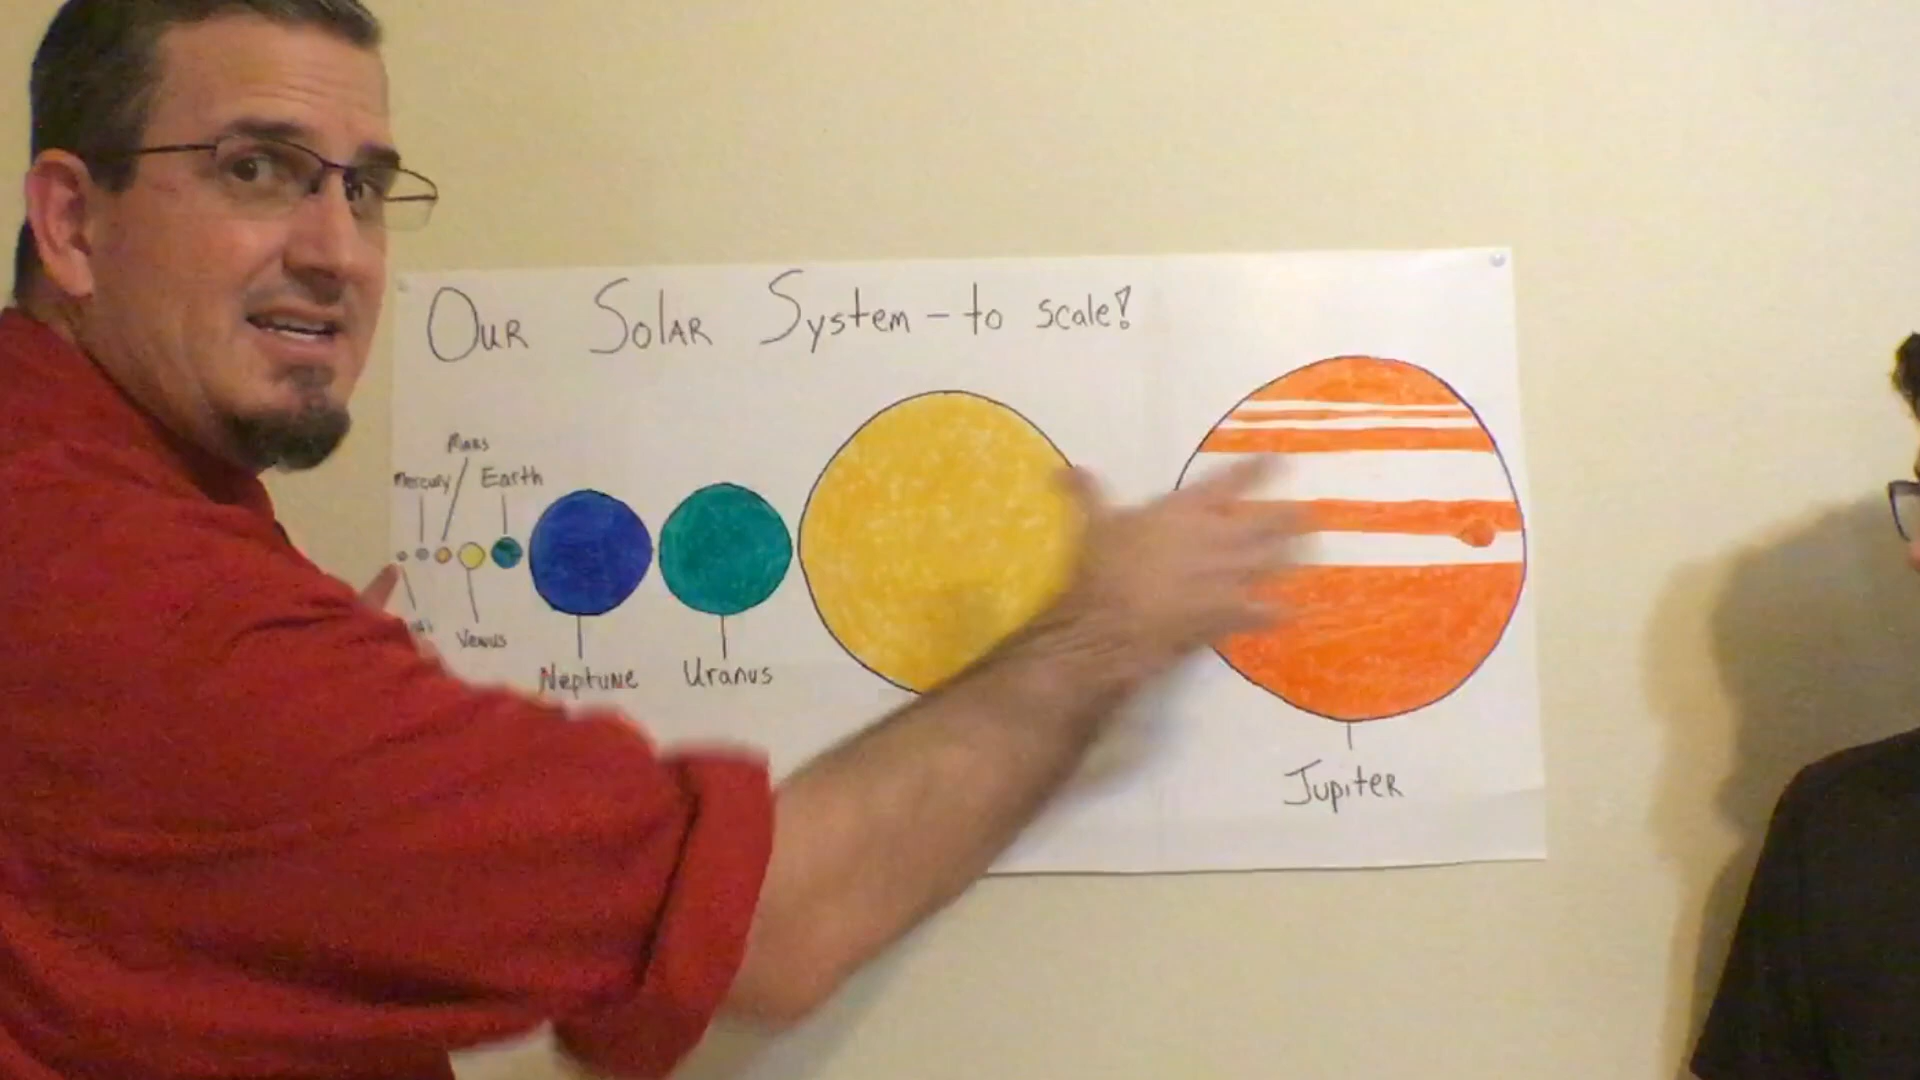 Our Solar System - to scale!
Mars
Mercury
Earth
Venus
Neptune
Uranus
Jupiter